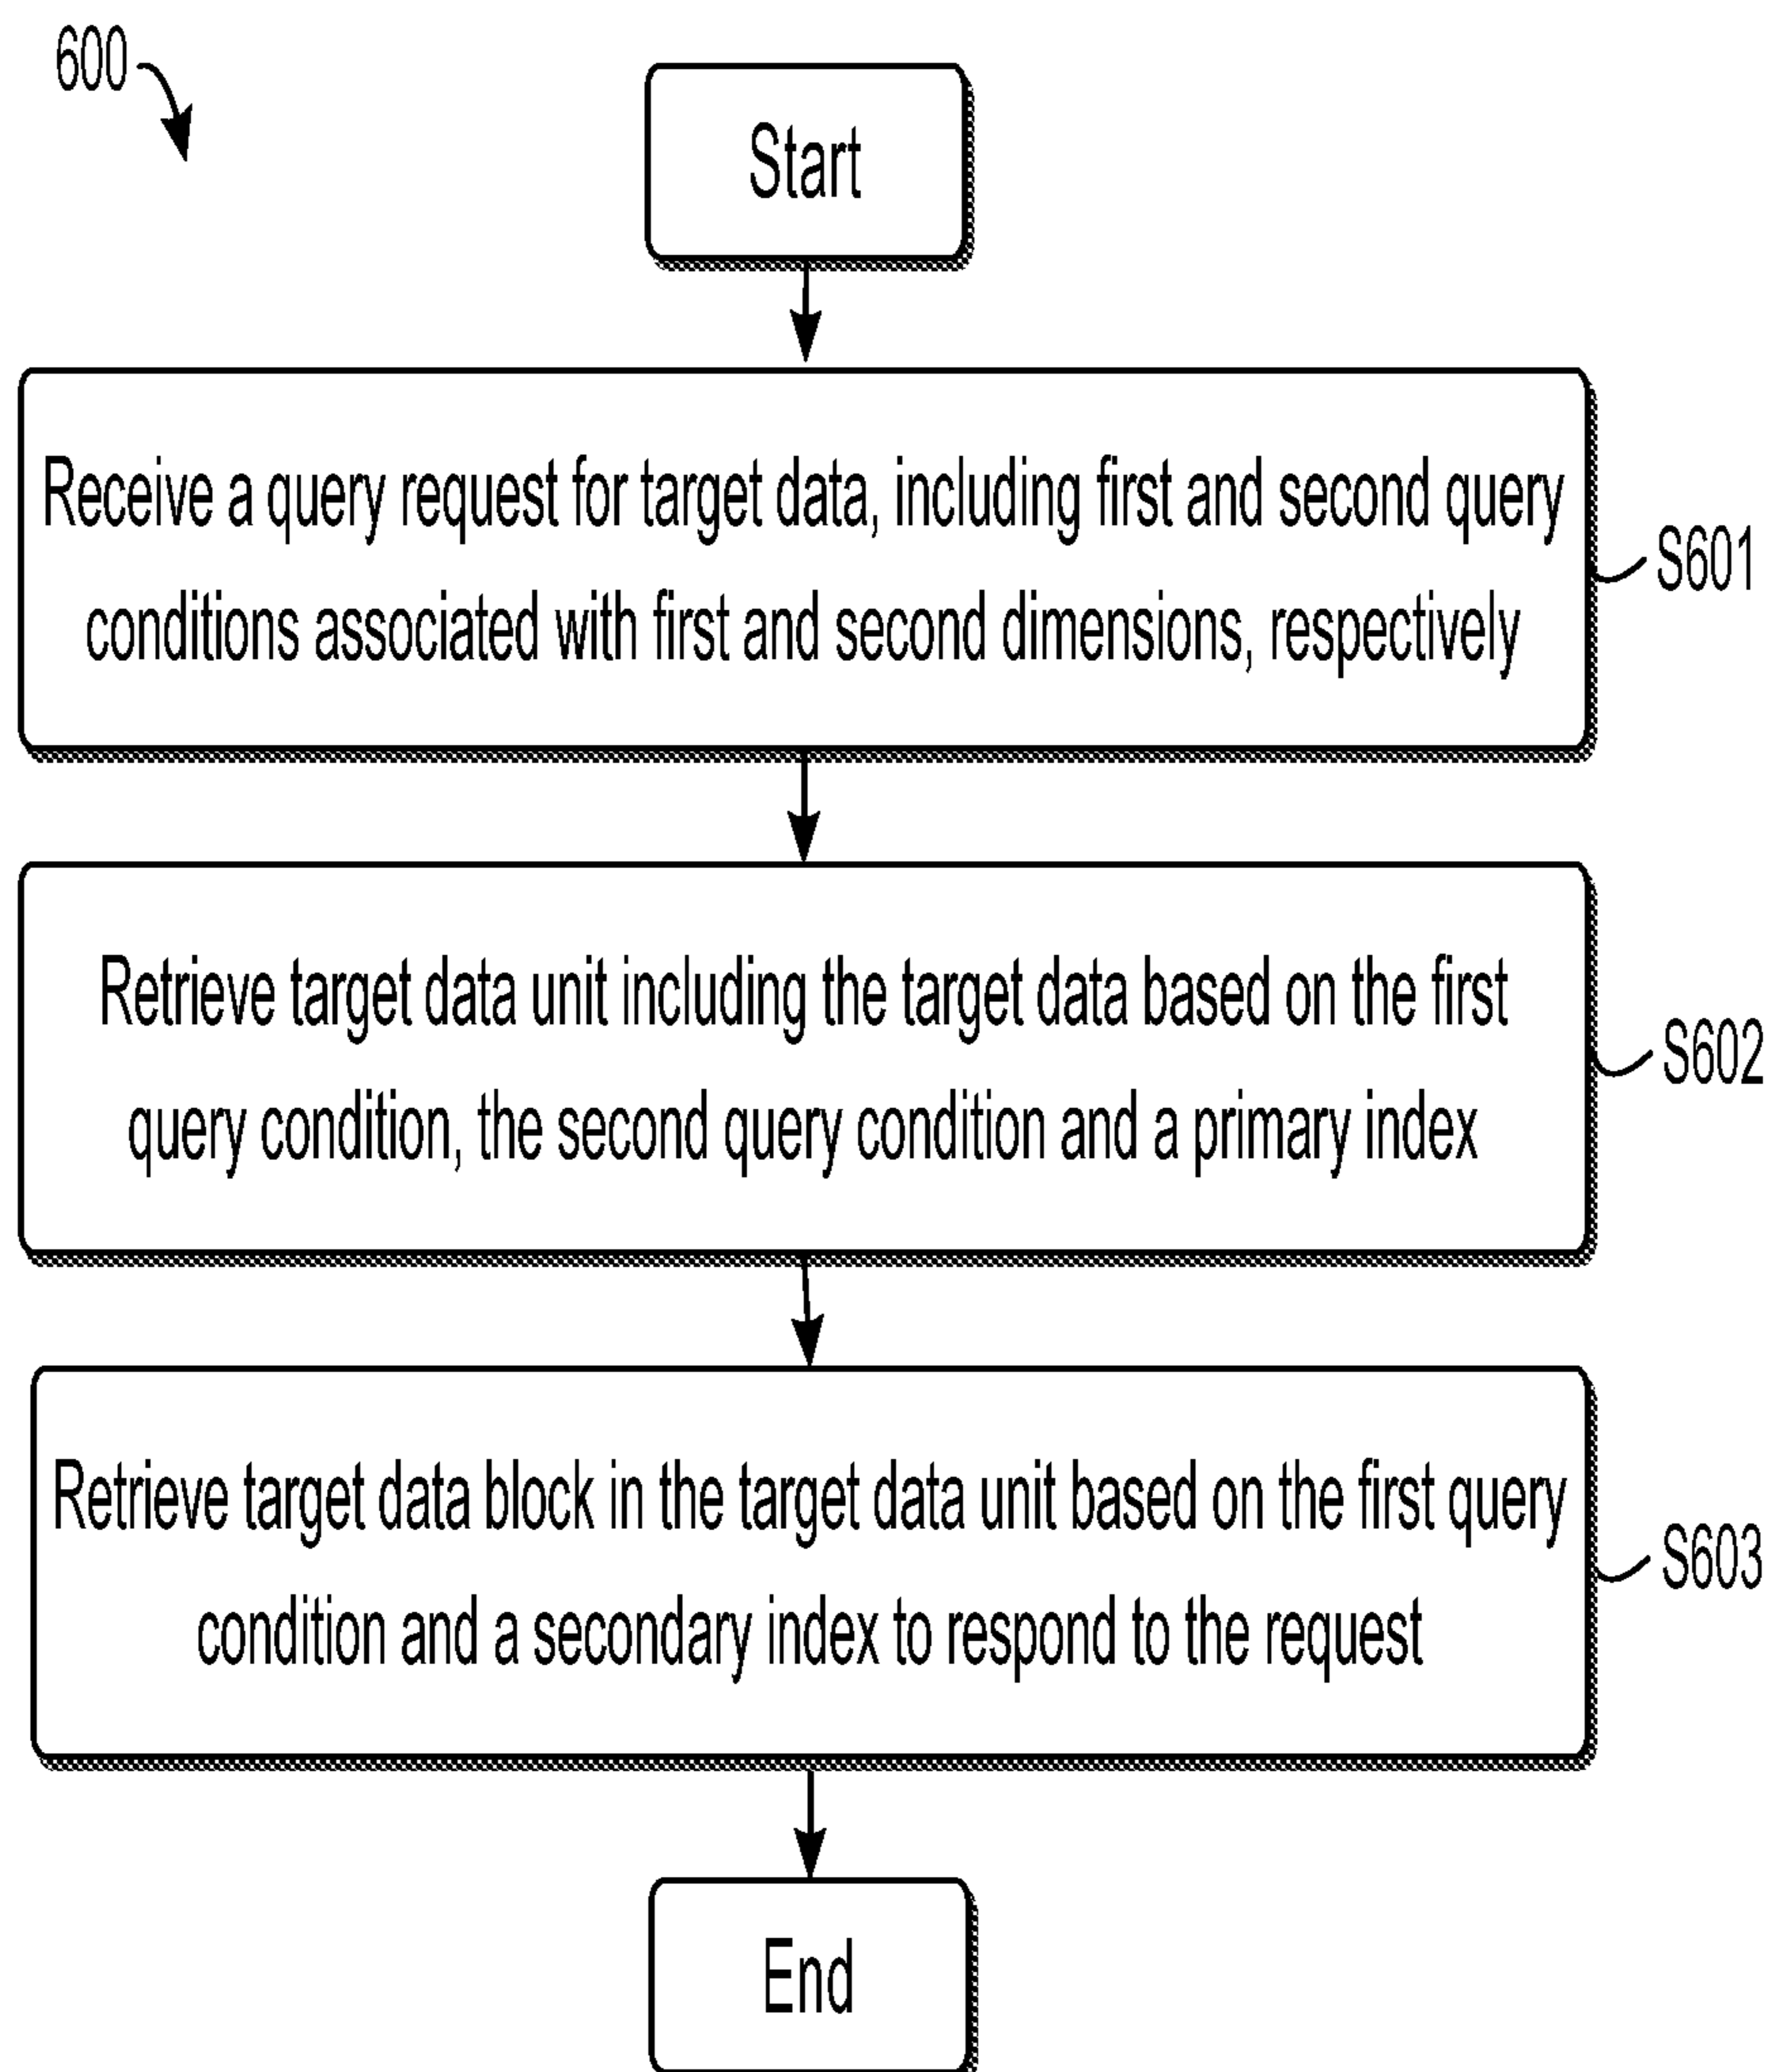 600
Start
Receive a query request for target data, including first and second query
conditions associated with first and second dimensions, respectively
S601
Retrieve target data unit including the target data based on the first
query condition, the second query condition and a primary index
S602
Retrieve target data block in the target data unit based on the first query
condition and a secondary index to respond to the request
S603
End